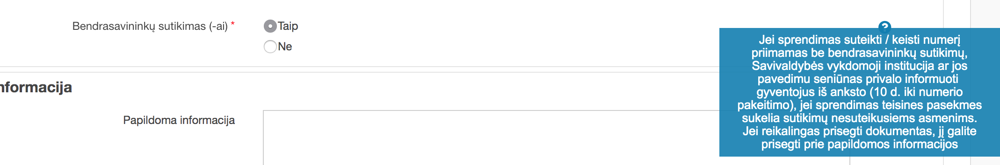 Bendrasavininkų sutikimas (-ai) *
Taip
Ne
?
Jei sprendimas suteikti / keisti numerį
priimamas be bendrasavininkų sutikimų,
Savivaldybės vykdomoji institucija ar jos
pavedimu seniūnas privalo informuoti
gyventojus iš anksto (10 d. iki numerio
pakeitimo), jei sprendimas teisines pasekmes
sukelia sutikimų nesuteikusiems asmenims.
Jei reikalingas prisegti dokumentas, jį galite
prisegti prie papildomos informacijos
nformacija
Papildoma informacija